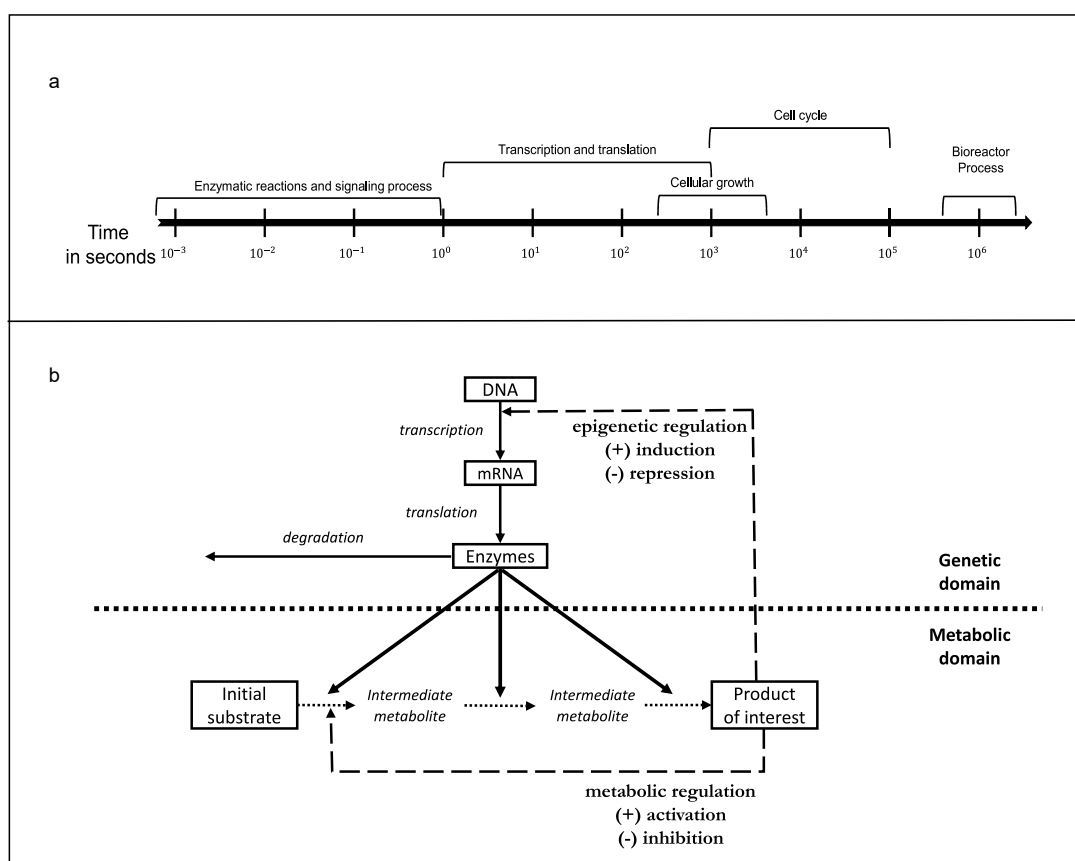 a
Cell cycle
Transcription and translation
Bioreactor
Process
Enzymatic reactions and signaling process
Cellular growth
Time
in seconds
10⁻³ 10⁻² 10⁻¹ 10⁰ 10¹ 10² 10³ 10⁴ 10⁵ 10⁶
b
DNA
transcription
epigenetic regulation
(+) induction
(-) repression
mRNA
translation
degradation
Enzymes
Genetic
domain
Metabolic
domain
Initial
substrate
Intermediate
metabolite
Intermediate
metabolite
Product
of interest
metabolic regulation
(+) activation
(-) inhibition